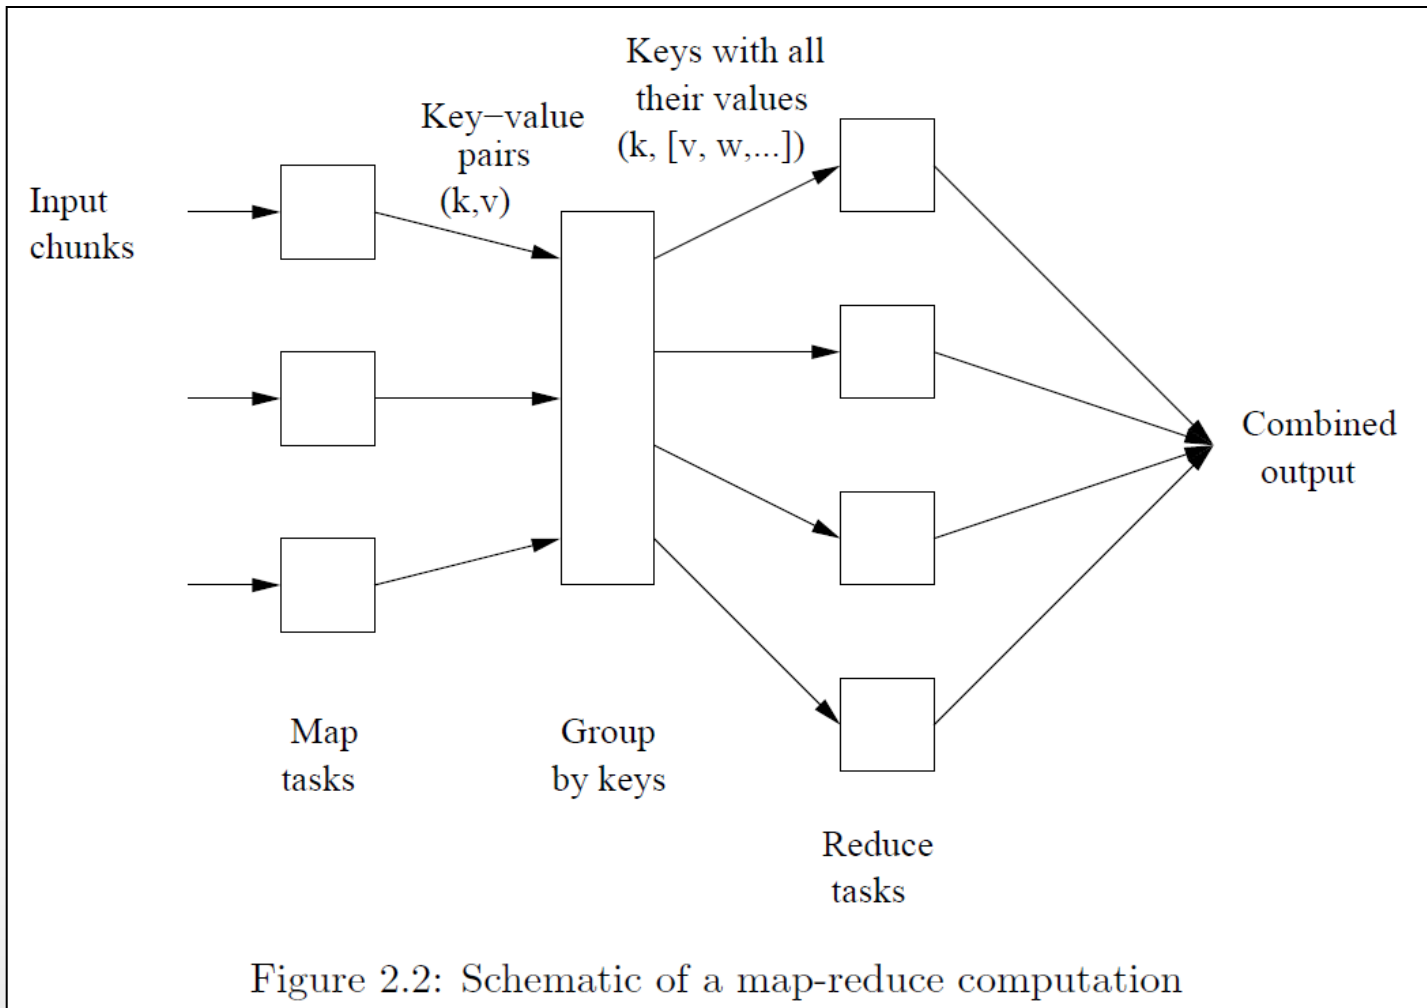 Input
chunks
Key−value
pairs
(k,v)
Keys with all
their values
(k, [v, w,...])
Combined
output
Map
tasks
Group
by keys
Reduce
tasks
Figure 2.2: Schematic of a map-reduce computation